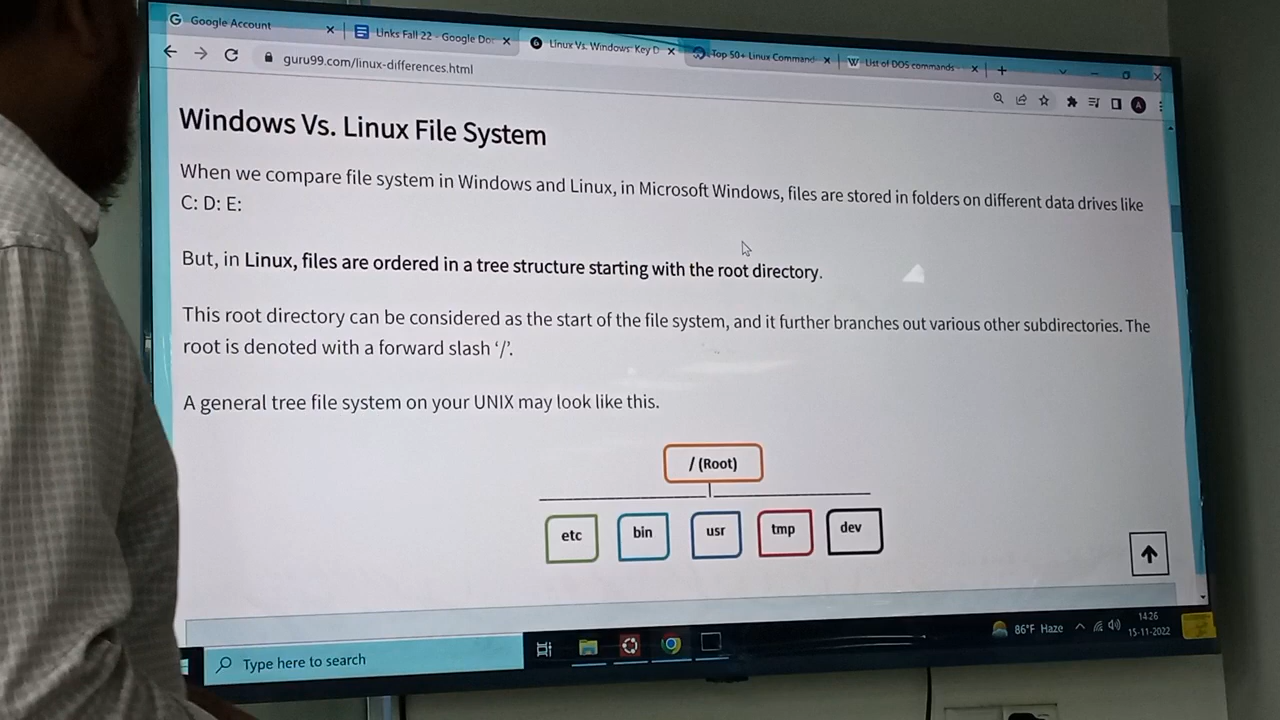 Google Account
Links Fall 22 - Google Do
Linux Vs. Windows: Key D
Top 50+ Linux Command
List of DOS commands -
guru99.com/linux-differences.html
Windows Vs. Linux File System
When we compare file system in Windows and Linux, in Microsoft Windows, files are stored in folders on different data drives like
C: D: E:
But, in Linux, files are ordered in a tree structure starting with the root directory.
This root directory can be considered as the start of the file system, and it further branches out various other subdirectories. The
root is denoted with a forward slash ‘/’.
A general tree file system on your UNIX may look like this.
/ (Root)
etc bin usr tmp dev
Type here to search
86°F Haze
14:26
15-11-2022